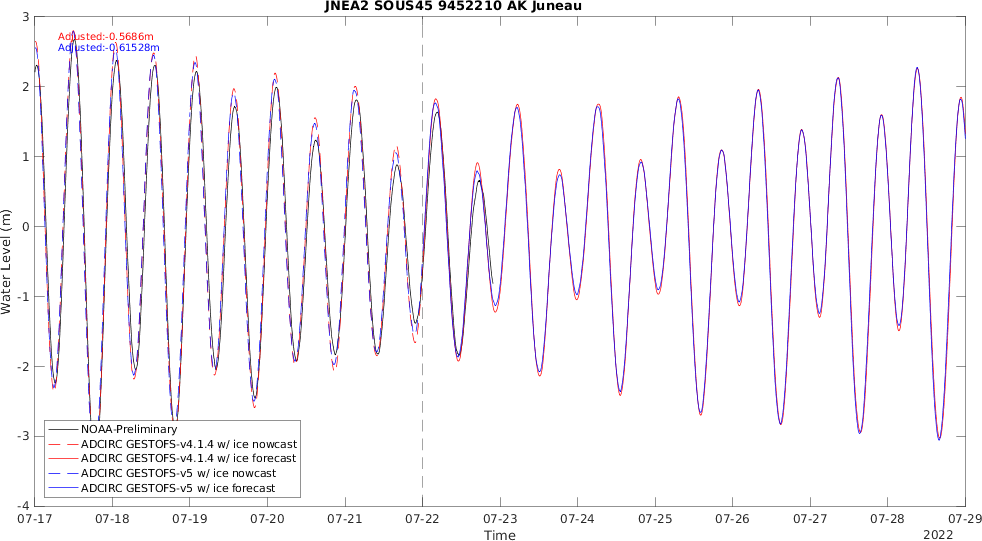 JNEA2 SOUS45 9452210 AK Juneau
Adjusted:-0.5686m
Adjusted:-0.61528m
3
2
1
0
-1
-2
-3
-4
Water Level (m)
NOAA-Preliminary
ADCIRC GESTOFS-v4.1.4 w/ ice nowcast
ADCIRC GESTOFS-v4.1.4 w/ ice forecast
ADCIRC GESTOFS-v5 w/ ice nowcast
ADCIRC GESTOFS-v5 w/ ice forecast
07-17 07-18 07-19 07-20 07-21 07-22 07-23 07-24 07-25 07-26 07-27 07-28 07-29
Time
2022